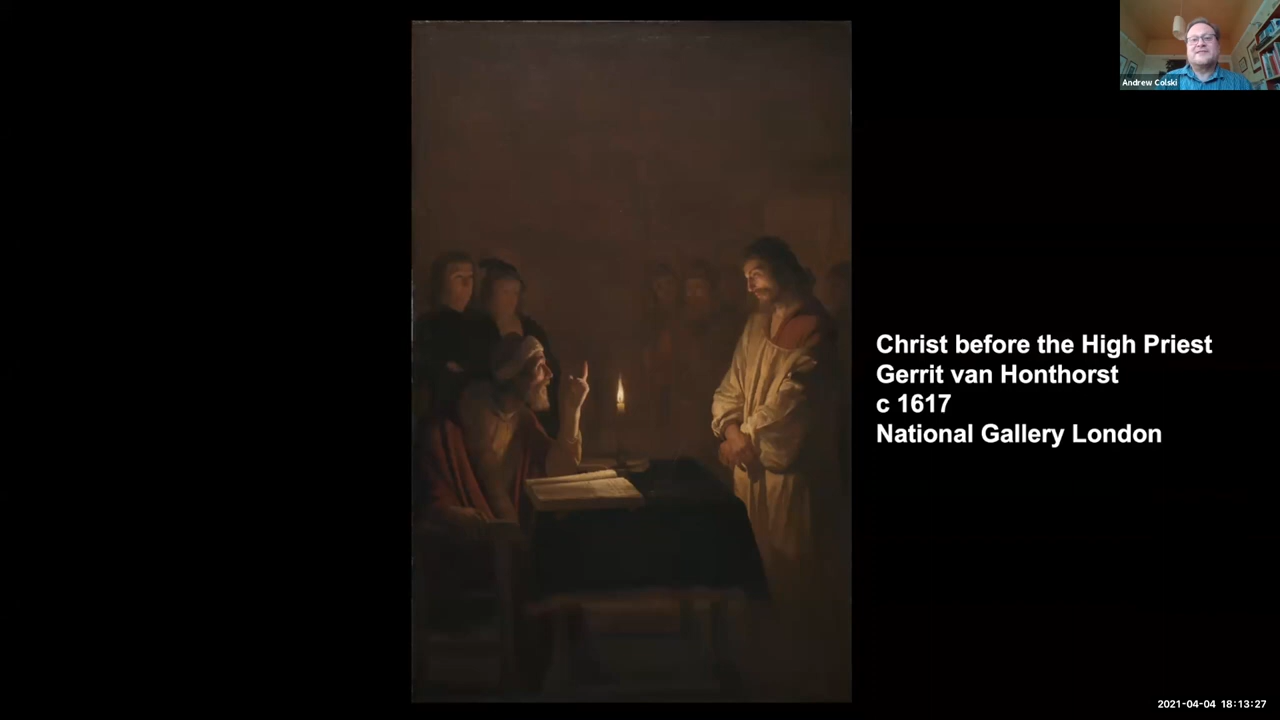 Andrew Colski
Christ before the High Priest
Gerrit van Honthorst
c 1617
National Gallery London
2021-04-04 18:13:27